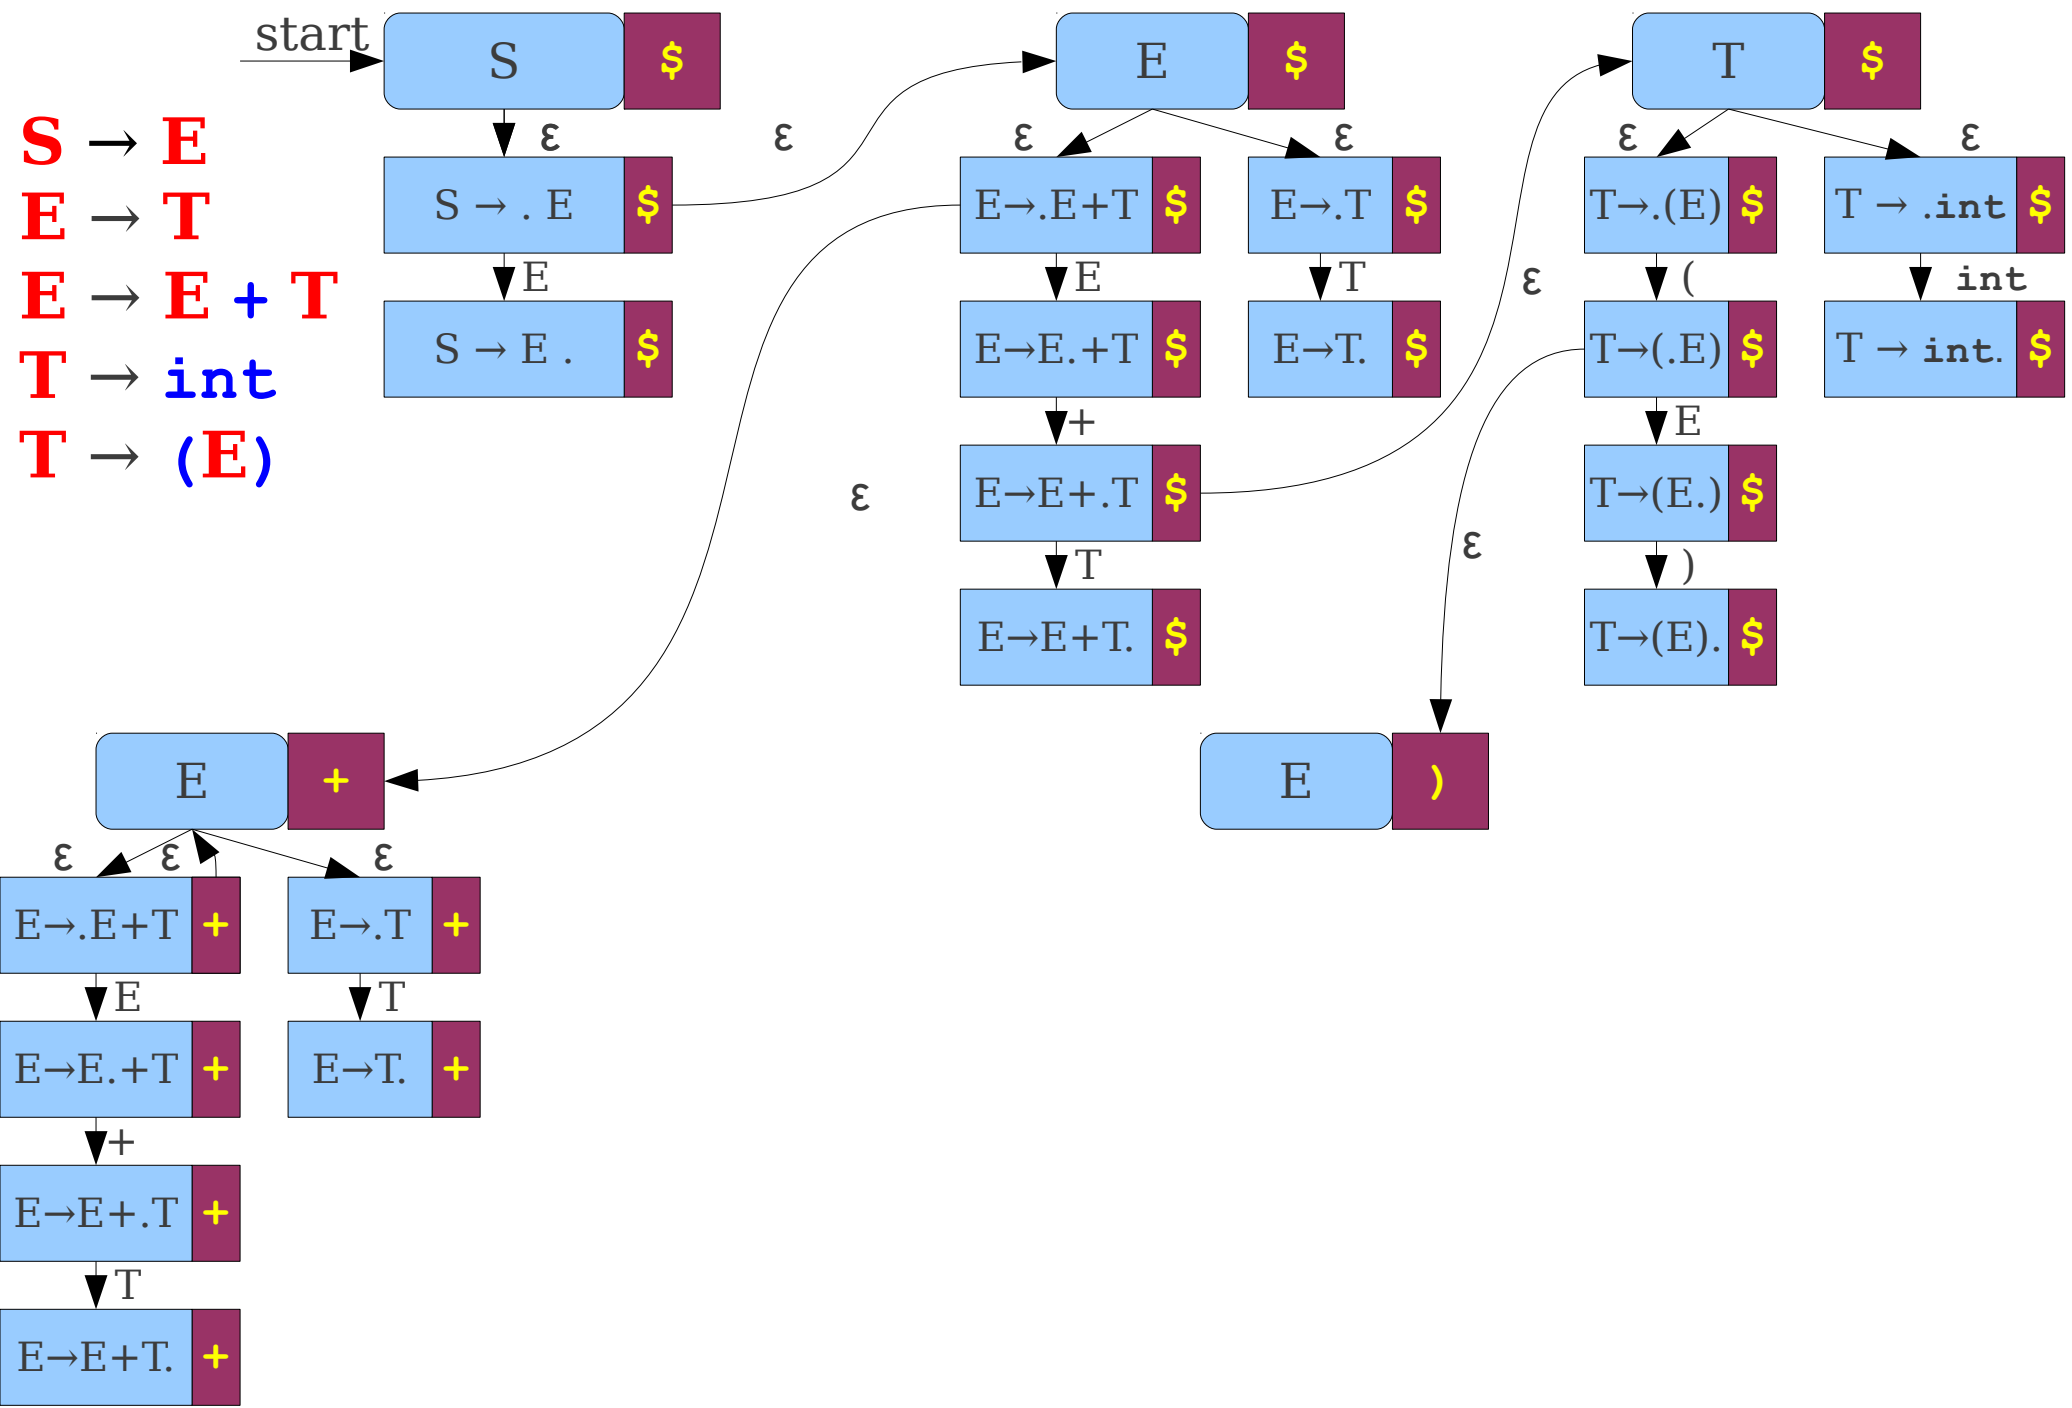 start
S $
E $
T $
S → E
E → T
E → E + T
T → int
T → (E)
ε
ε
ε
ε
ε
ε
S → . E $
E→.E+T $
E→.T $
T→.(E) $
T → .int $
E
E
T
ε
(
int
S → E . $
E→E.+T $
E→T. $
T→(.E) $
T → int. $
+
E
ε
E→E+.T $
T→(E.) $
T
ε
)
E→E+T. $
T→(E). $
E +
E )
ε
ε
ε
E→.E+T +
E→.T +
E
T
E→E.+T +
E→T. +
+
E→E+.T +
T
E→E+T. +